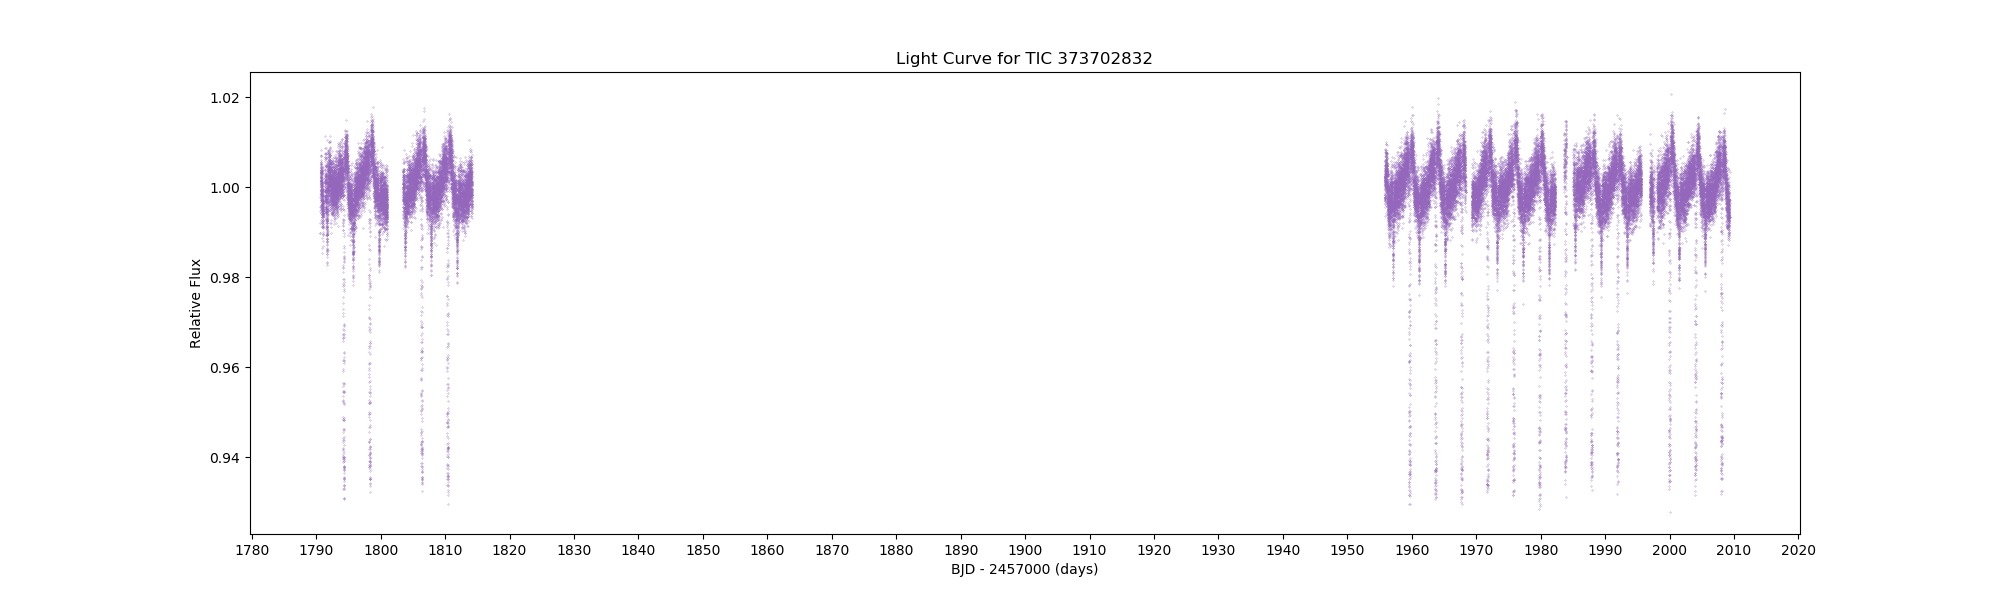 Light Curve for TIC 373702832
Relative Flux
1.02
1.00
0.98
0.96
0.94
1780 1790 1800 1810 1820 1830 1840 1850 1860 1870 1880 1890 1900 1910 1920 1930 1940 1950 1960 1970 1980 1990 2000 2010 2020
BJD - 2457000 (days)